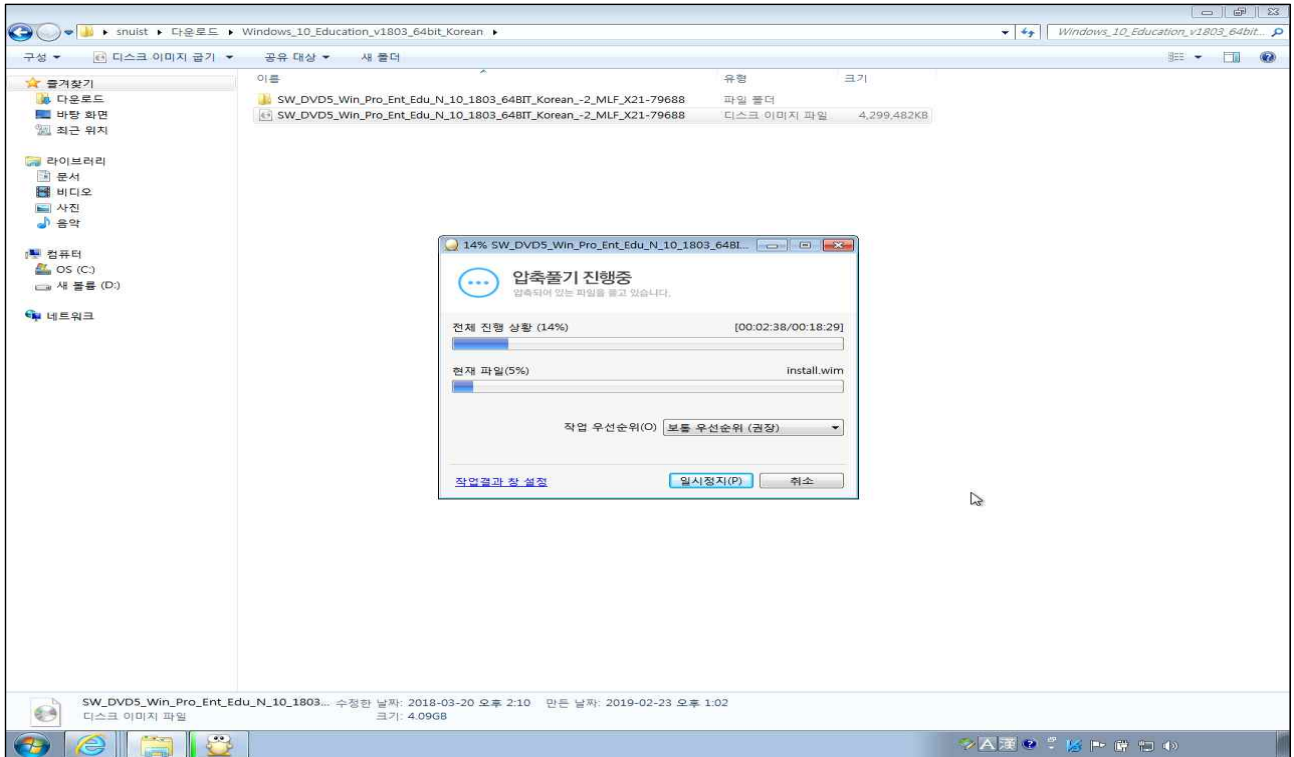 snuist ▸ 다운로드 ▸ Windows_10_Education_v1803_64bit_Korean ▸
Windows_10_Education_v1803_64bit...
구성 디스크 이미지 굽기 공유 대상 새 폴더
즐겨찾기
다운로드
바탕 화면
최근 위치
라이브러리
문서
비디오
사진
음악
컴퓨터
OS (C:)
새 볼륨 (D:)
네트워크
이름 유형 크기
SW_DVD5_Win_Pro_Ent_Edu_N_10_1803_64BIT_Korean_-2_MLF_X21-79688 파일 폴더
SW_DVD5_Win_Pro_Ent_Edu_N_10_1803_64BIT_Korean_-2_MLF_X21-79688 디스크 이미지 파일 4,299,482KB
14% SW_DVD5_Win_Pro_Ent_Edu_N_10_1803_64BI...
압축풀기 진행중
압축되어 있는 파일을 풀고 있습니다.
전체 진행 상황 (14%) [00:02:38/00:18:29]
현재 파일(5%) install.wim
작업 우선순위(O) 보통 우선순위 (권장)
작업결과 창 설정 일시정지(P) 취소
SW_DVD5_Win_Pro_Ent_Edu_N_10_1803... 수정한 날짜: 2018-03-20 오후 2:10 만든 날짜: 2019-02-23 오후 1:02
디스크 이미지 파일 크기: 4.09GB
A 漢